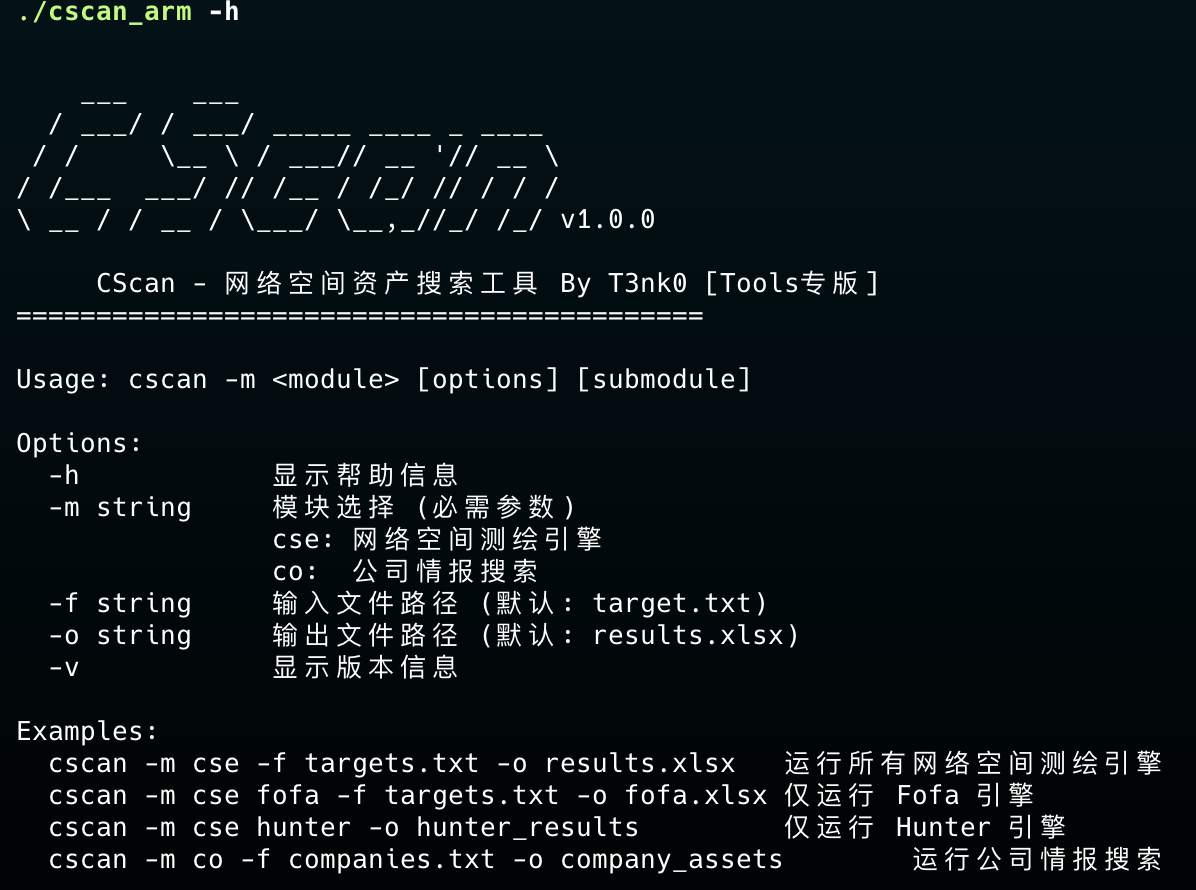 ./cscan_arm -h
    ___    ___
  / ___/ / ___/ _____ ____ _ ____
 / /     \__ \ / ___// __ '// __ \
/ /___  ___/ // /__ / /_/ // / / /
\ __ / / __ / \___/ \__,_//_/ /_/ v1.0.0
     CScan - 网络空间资产搜索工具 By T3nk0 [Tools专版]
===========================================
Usage: cscan -m <module> [options] [submodule]
Options:
  -h            显示帮助信息
  -m string     模块选择 (必需参数)
                cse: 网络空间测绘引擎
                co:  公司情报搜索
  -f string     输入文件路径 (默认: target.txt)
  -o string     输出文件路径 (默认: results.xlsx)
  -v            显示版本信息
Examples:
  cscan -m cse -f targets.txt -o results.xlsx   运行所有网络空间测绘引擎
  cscan -m cse fofa -f targets.txt -o fofa.xlsx 仅运行 Fofa 引擎
  cscan -m cse hunter -o hunter_results         仅运行 Hunter 引擎
  cscan -m co -f companies.txt -o company_assets        运行公司情报搜索